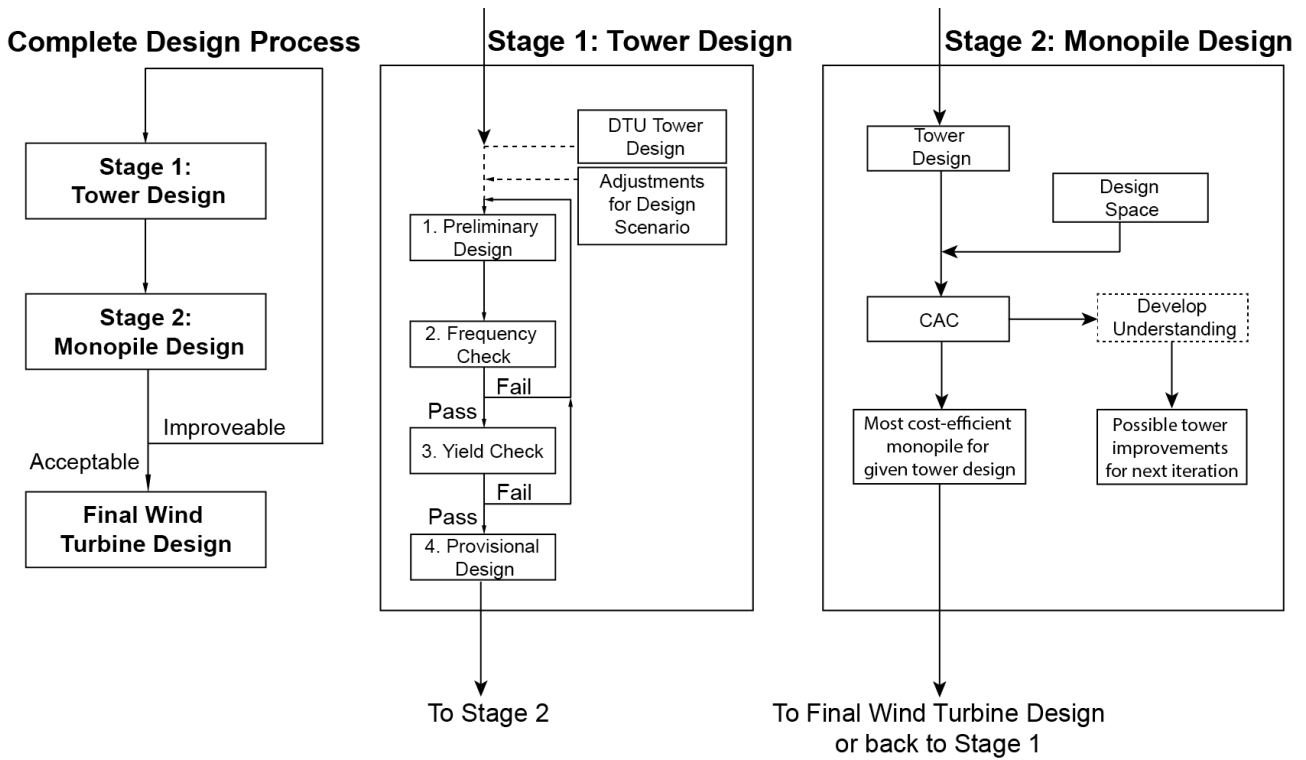 Complete Design Process
Stage 1:
Tower Design
Stage 2:
Monopile Design
Improveable
Acceptable
Final Wind
Turbine Design
Stage 1: Tower Design
DTU Tower
Design
Adjustments
for Design
Scenario
1. Preliminary
Design
2. Frequency
Check
Fail
Pass
3. Yield Check
Fail
Pass
4. Provisional
Design
To Stage 2
Stage 2: Monopile Design
Tower
Design
Design
Space
CAC
Develop
Understanding
Most cost-efficient
monopile for
given tower design
Possible tower
improvements
for next iteration
To Final Wind Turbine Design
or back to Stage 1